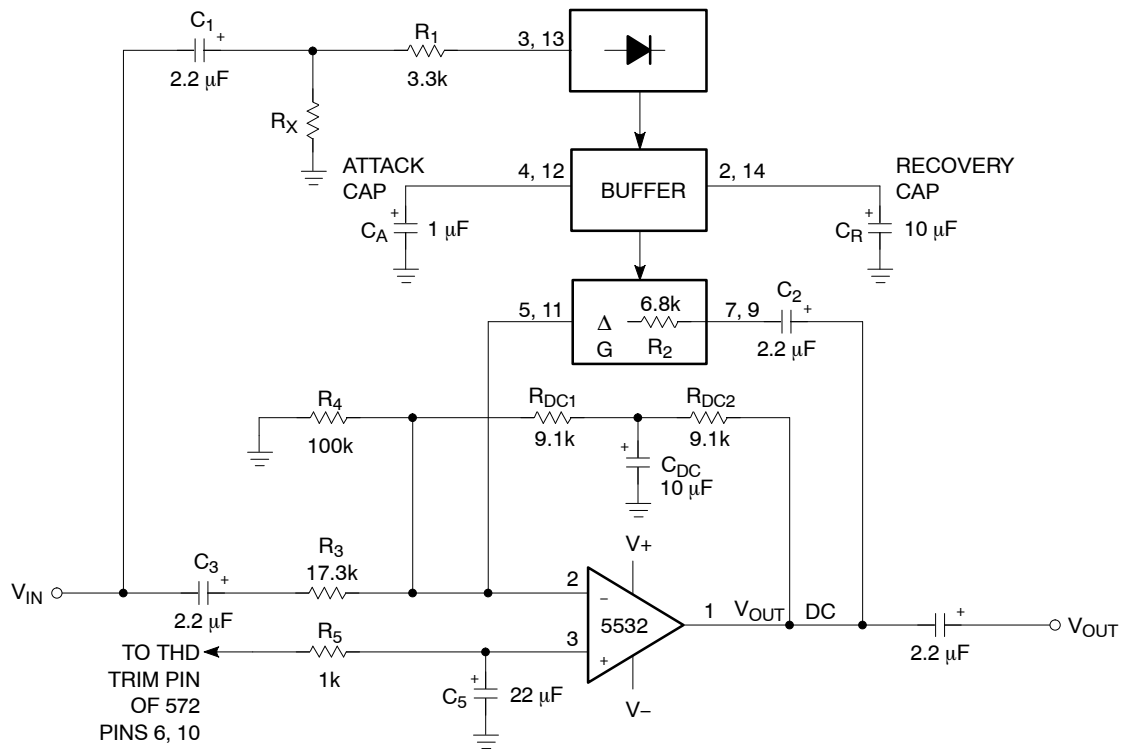 C1
+
2.2 μF
R1
3.3k
3, 13
RX
ATTACK
CAP
4, 12
BUFFER
2, 14
RECOVERY
CAP
+
CA
1 μF
+
CR
10 μF
5, 11
Δ
G
6.8k
R2
7, 9
C2
+
2.2 μF
R4
100k
RDC1
9.1k
RDC2
9.1k
+
CDC
10 μF
VIN
C3
+
2.2 μF
R3
17.3k
2
−
5532
3
+
V+
V−
1
VOUT
DC
+
2.2 μF
VOUT
TO THD
TRIM PIN
OF 572
PINS 6, 10
R5
1k
+
C5
22 μF